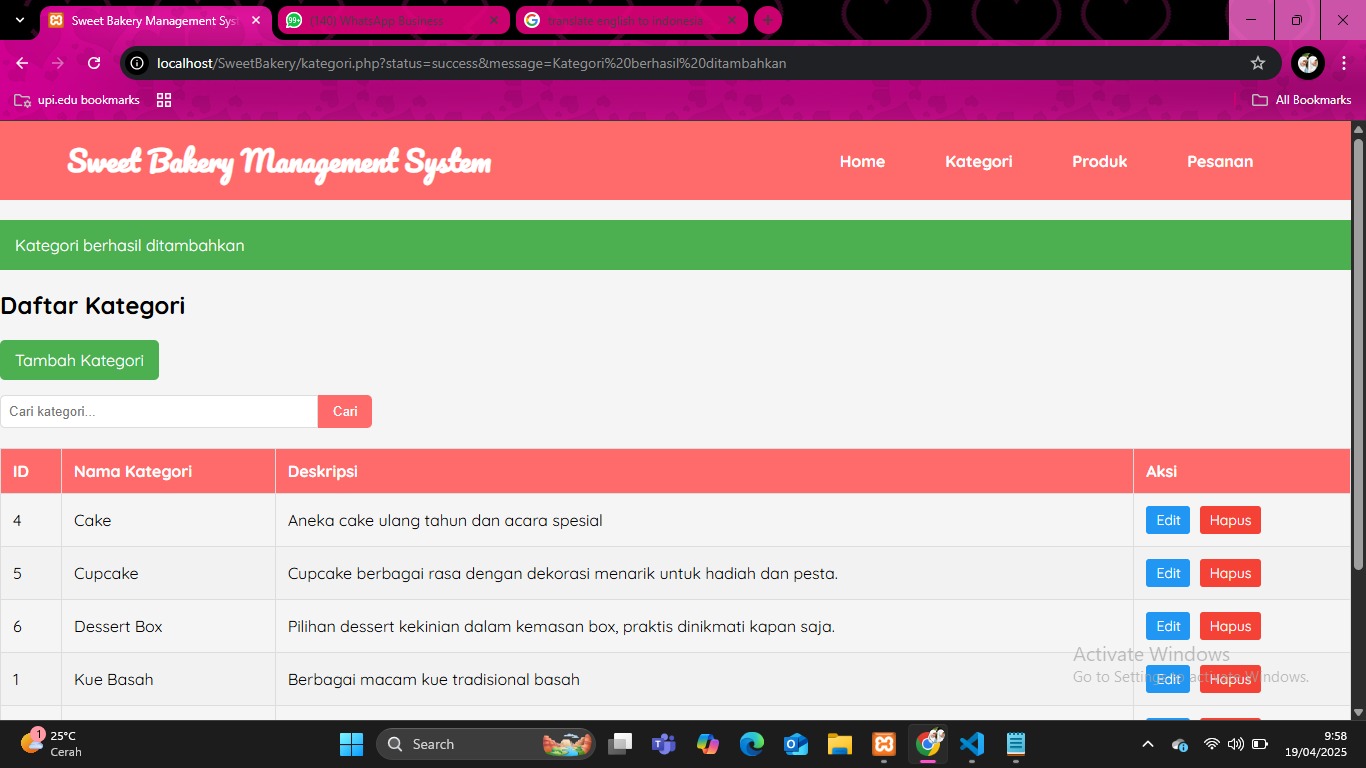 Sweet Bakery Management Sys
99+
(140) WhatsApp Business
translate english to indonesia
localhost/SweetBakery/kategori.php?status=success&message=Kategori%20berhasil%20ditambahkan
upi.edu bookmarks
All Bookmarks
Sweet Bakery Management System
Home Kategori Produk Pesanan
Kategori berhasil ditambahkan
Daftar Kategori
Tambah Kategori
Cari kategori... Cari
ID Nama Kategori Deskripsi Aksi
4 Cake Aneka cake ulang tahun dan acara spesial Edit Hapus
5 Cupcake Cupcake berbagai rasa dengan dekorasi menarik untuk hadiah dan pesta. Edit Hapus
6 Dessert Box Pilihan dessert kekinian dalam kemasan box, praktis dinikmati kapan saja. Edit Hapus
Activate Windows
1 Kue Basah Berbagai macam kue tradisional basah Edit Hapus
Go to Settings to activate Windows.
1
25°C
Cerah
Search
9:58
19/04/2025